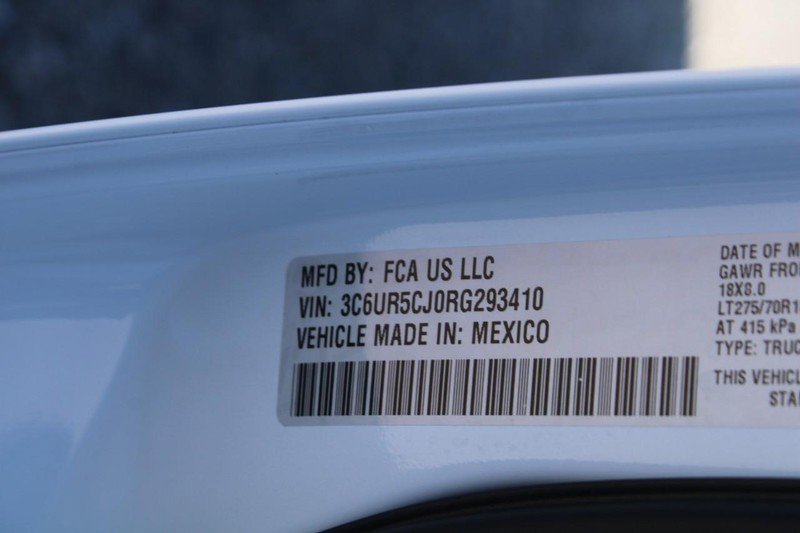 MFD BY: FCA US LLC
VIN: 3C6UR5CJ0RG293410
VEHICLE MADE IN: MEXICO
DATE OF M
GAWR FRO
18X8.0
LT275/70R1
AT 415 kPa
TYPE: TRUC
THIS VEHICL
STA